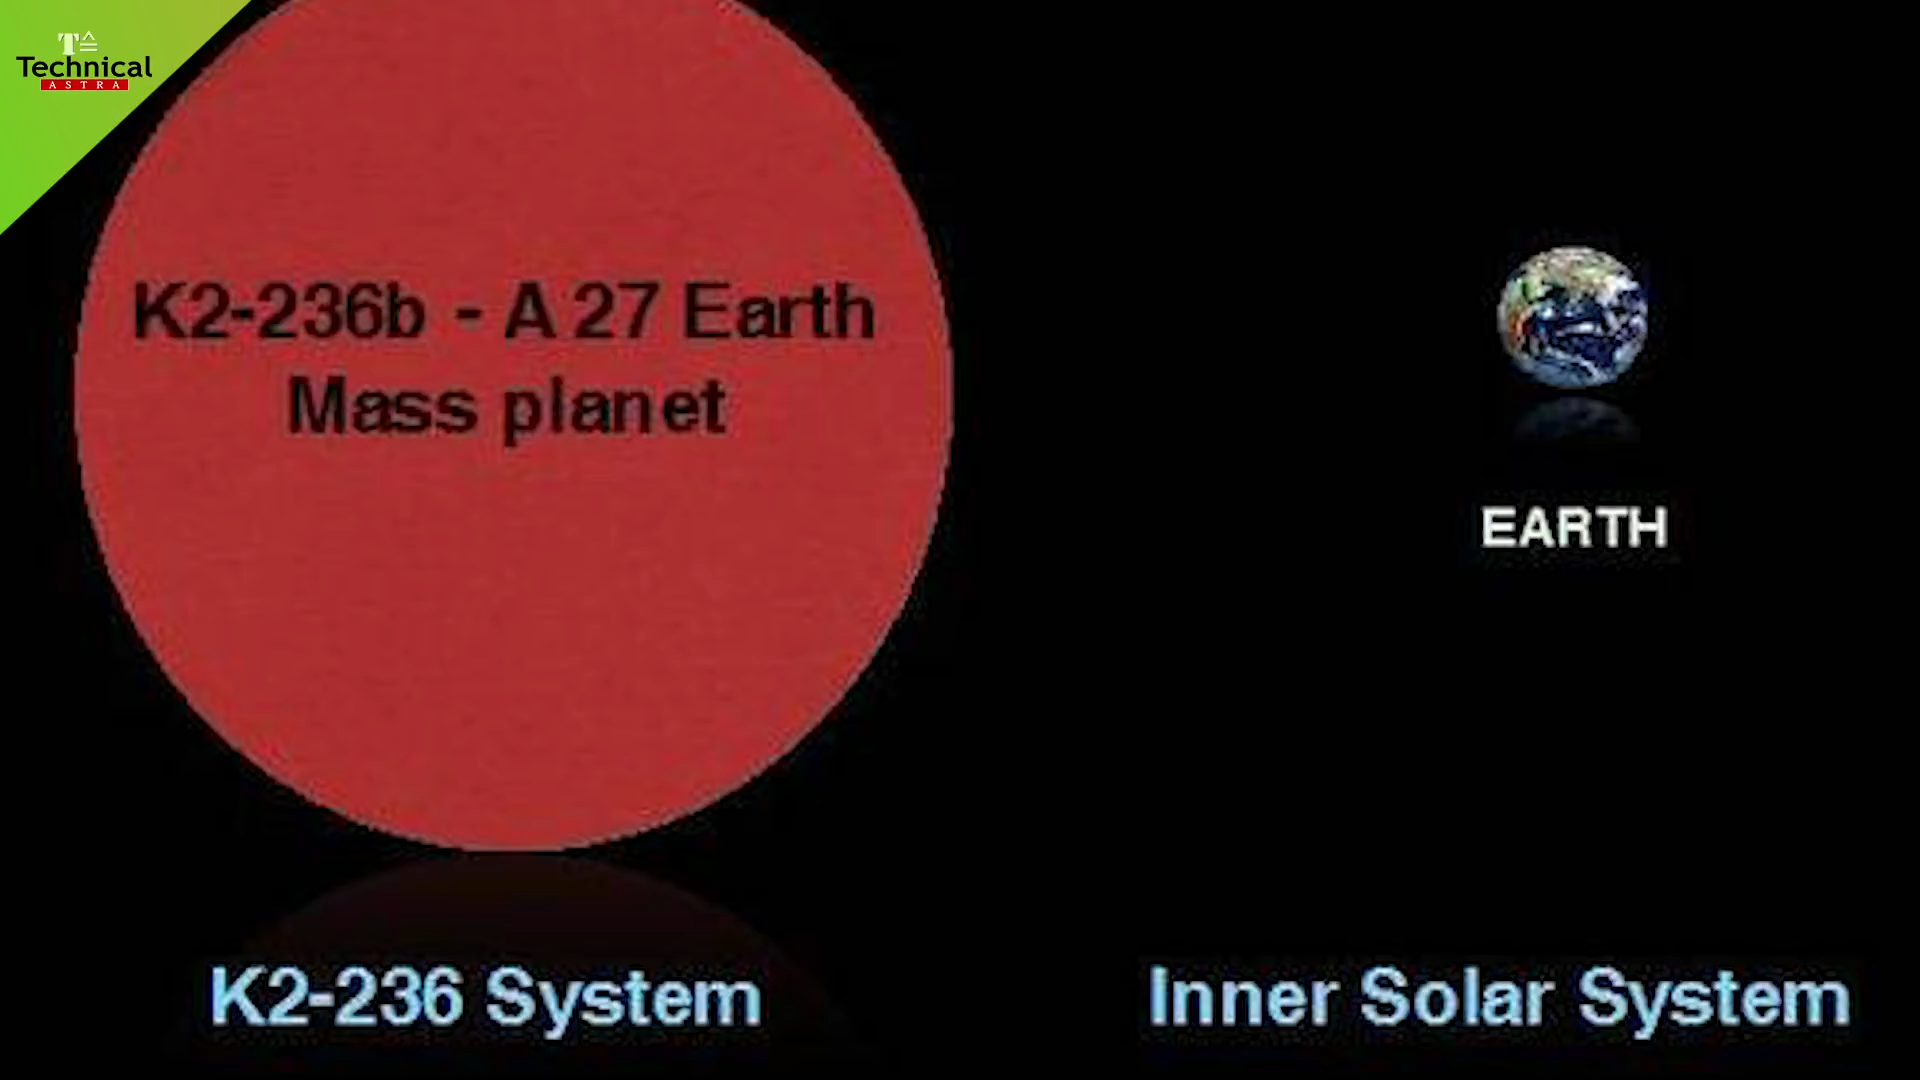 T
Technical
ASTRA
K2-236b - A 27 Earth
Mass planet
EARTH
K2-236 System
Inner Solar System